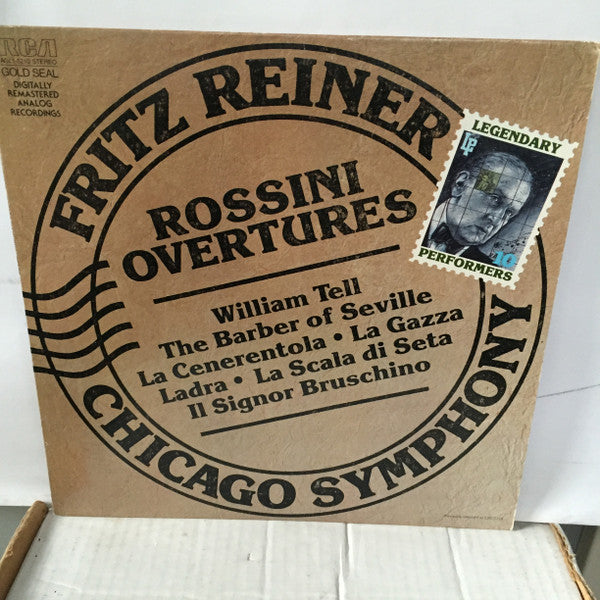 RCA
GOLD SEAL
DIGITALLY
REMASTERED
ANALOG
RECORDINGS
FRITZ REINER
LEGENDARY
LP
10
PERFORMERS
ROSSINI
OVERTURES
William Tell
The Barber of Seville
La Cenerentola • La Gazza
Ladra • La Scala di Seta
Il Signor Bruschino
CHICAGO SYMPHONY